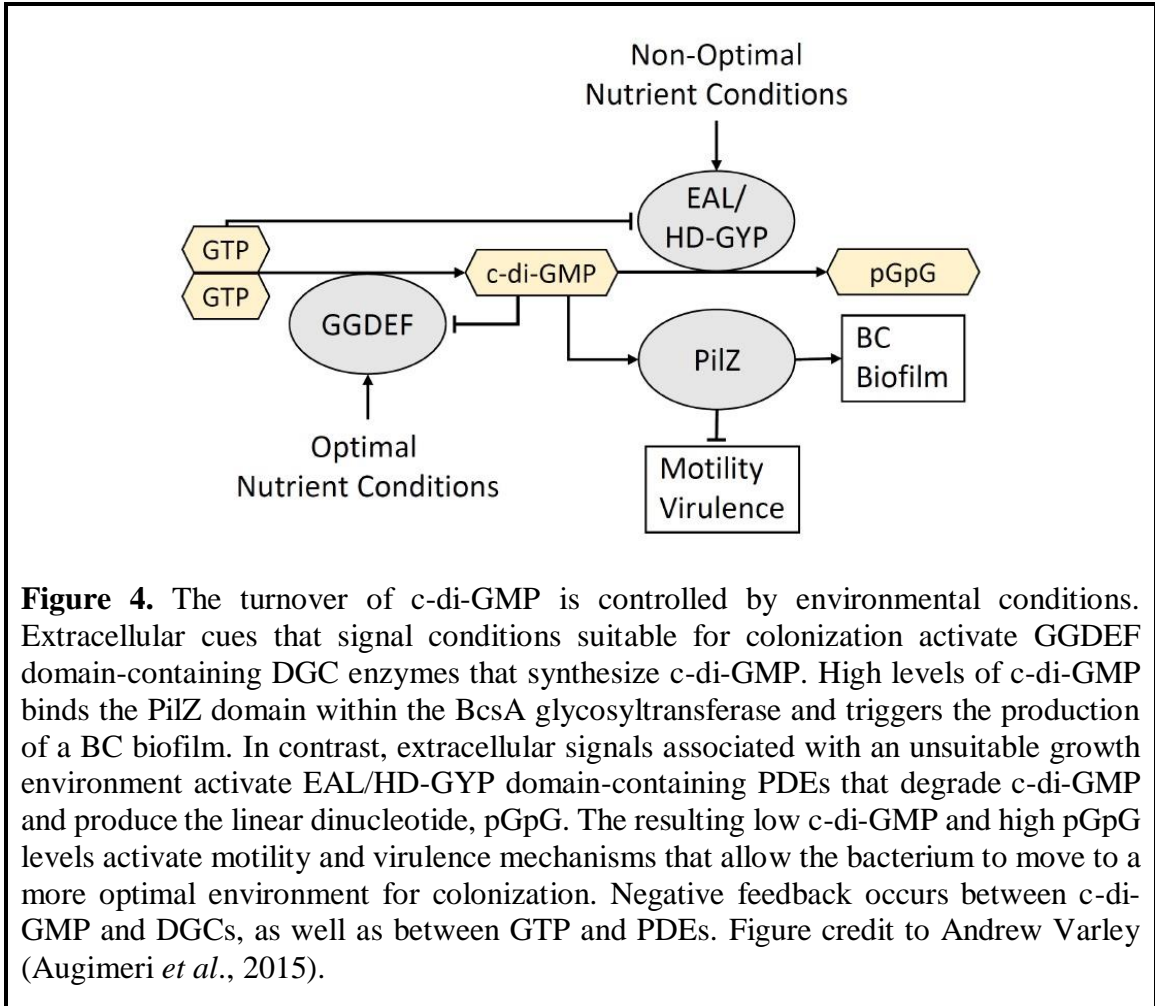 Non-Optimal
Nutrient Conditions
EAL/
HD-GYP
GTP
GTP
c-di-GMP
pGpG
GGDEF
PilZ
BC
Biofilm
Optimal
Nutrient Conditions
Motility
Virulence
Figure 4. The turnover of c-di-GMP is controlled by environmental conditions.
Extracellular cues that signal conditions suitable for colonization activate GGDEF
domain-containing DGC enzymes that synthesize c-di-GMP. High levels of c-di-GMP
binds the PilZ domain within the BcsA glycosyltransferase and triggers the production
of a BC biofilm. In contrast, extracellular signals associated with an unsuitable growth
environment activate EAL/HD-GYP domain-containing PDEs that degrade c-di-GMP
and produce the linear dinucleotide, pGpG. The resulting low c-di-GMP and high pGpG
levels activate motility and virulence mechanisms that allow the bacterium to move to a
more optimal environment for colonization. Negative feedback occurs between c-di-
GMP and DGCs, as well as between GTP and PDEs. Figure credit to Andrew Varley
(Augimeri et al., 2015).